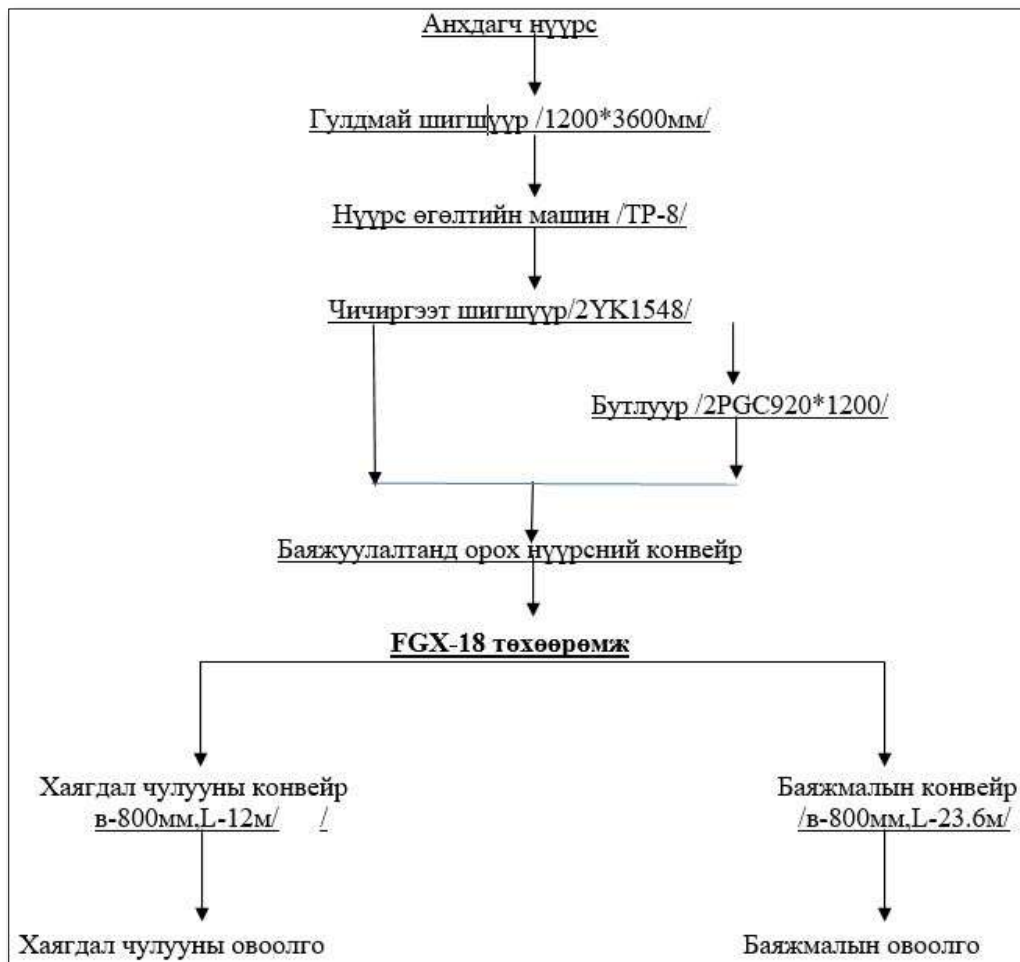 Анхдагч нүүрс
Гулдмай шигшүүр /1200*3600мм/
Нүүрс өгөлтийн машин /ТР-8/
Чичиргээт шигшүүр/2YK1548/
Бутлуур /2PGC920*1200/
Баяжуулалтанд орох нүүрсний конвейр
FGX-18 төхөөрөмж
Хаягдал чулууны конвейр
в-800мм,L-12м/ /
Баяжмалын конвейр
/в-800мм,L-23.6м/
Хаягдал чулууны овоолго
Баяжмалын овоолго